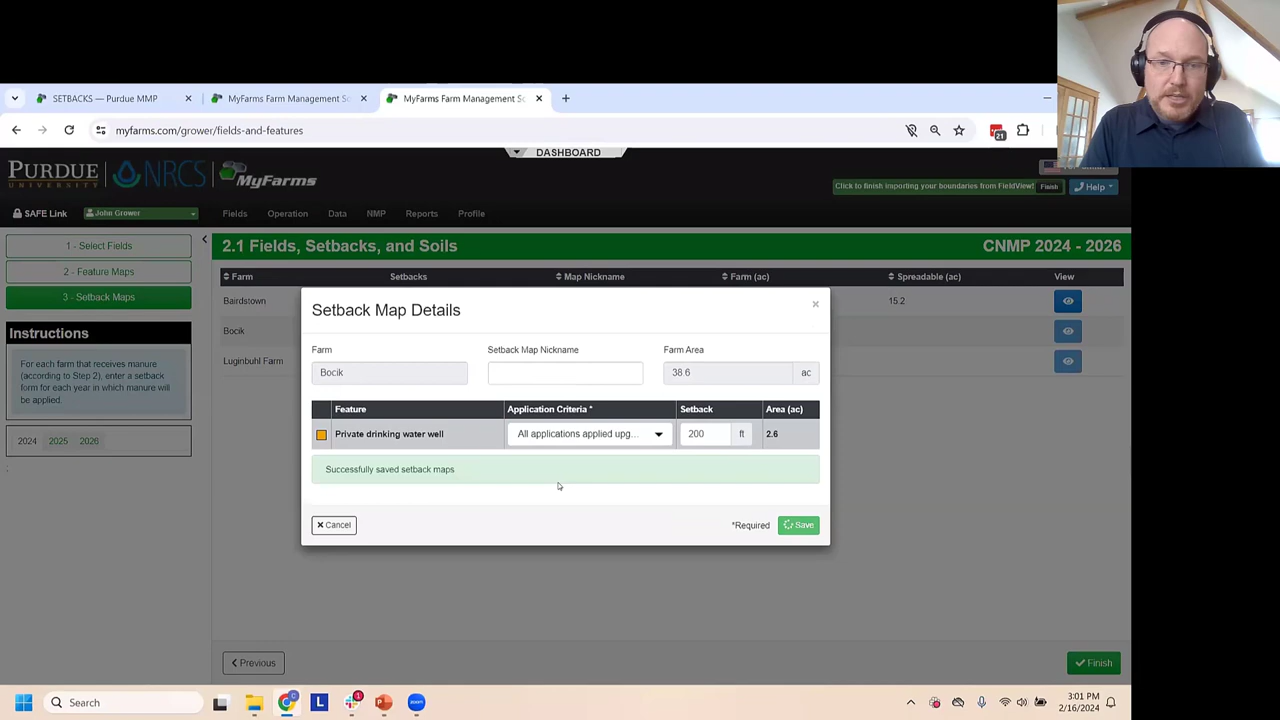 SETBACKS — Purdue MMP
MyFarms Farm Management Sc
MyFarms Farm Management Sc
myfarms.com/grower/fields-and-features
21
DASHBOARD
PURDUE UNIVERSITY
NRCS
MyFarms
Click to finish importing your boundaries from FieldView! Finish
Help
SAFE Link
John Grower
Fields
Operation
Data
NMP
Reports
Profile
1 - Select Fields
2 - Feature Maps
3 - Setback Maps
2.1 Fields, Setbacks, and Soils
CNMP 2024 - 2026
Farm
Setbacks
Map Nickname
Farm (ac)
Spreadable (ac)
View
Bairdstown
15.2
Bocik
Luginbuhl Farm
Instructions
For each farm that receives manure
(according to Step 2), enter a setback
form for each year in which manure will
be applied.
2024 2025 2026
Setback Map Details
×
Farm
Setback Map Nickname
Farm Area
Bocik
38.6
ac
Feature
Application Criteria *
Setback
Area (ac)
Private drinking water well
All applications applied upg...
200
ft
2.6
Successfully saved setback maps
Cancel
*Required
Save
Previous
Finish
Search
L
1
3:01 PM
2/16/2024